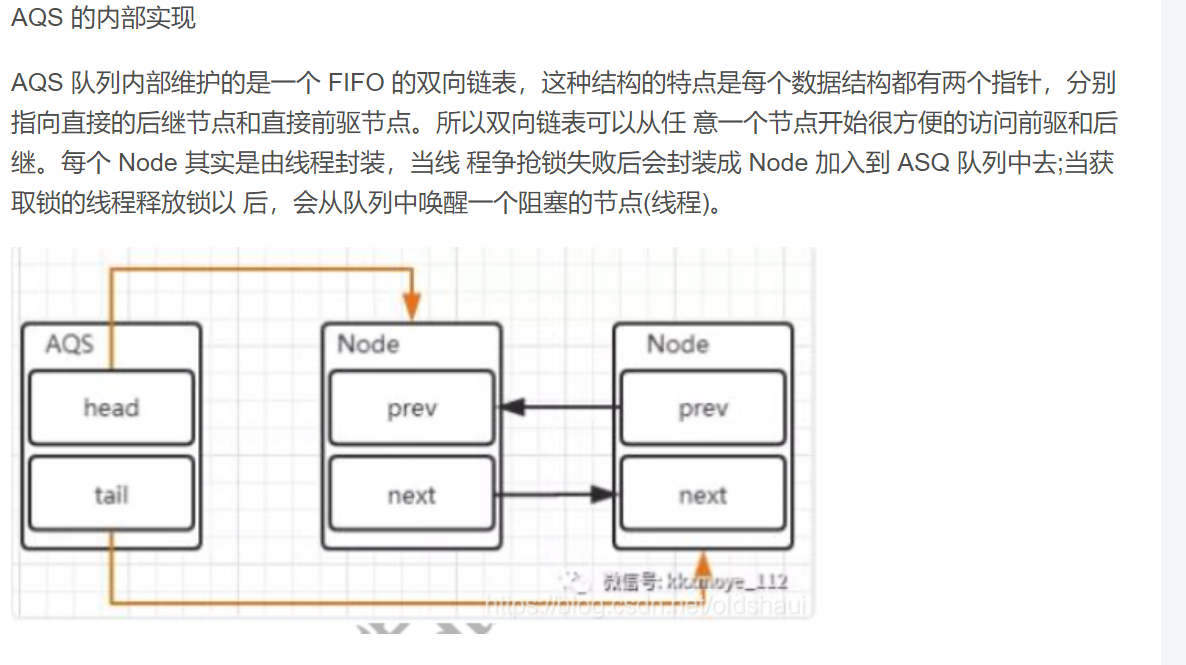 AQS 的内部实现
AQS 队列内部维护的是一个 FIFO 的双向链表，这种结构的特点是每个数据结构都有两个指针，分别
指向直接的后继节点和直接前驱节点。所以双向链表可以从任 意一个节点开始很方便的访问前驱和后
继。每个 Node 其实是由线程封装，当线 程争抢锁失败后会封装成 Node 加入到 ASQ 队列中去;当获
取锁的线程释放锁以 后，会从队列中唤醒一个阻塞的节点(线程)。
AQS
head
tail
Node
prev
next
Node
prev
next
微信号:
https://blog.csdn.net/oldshaui